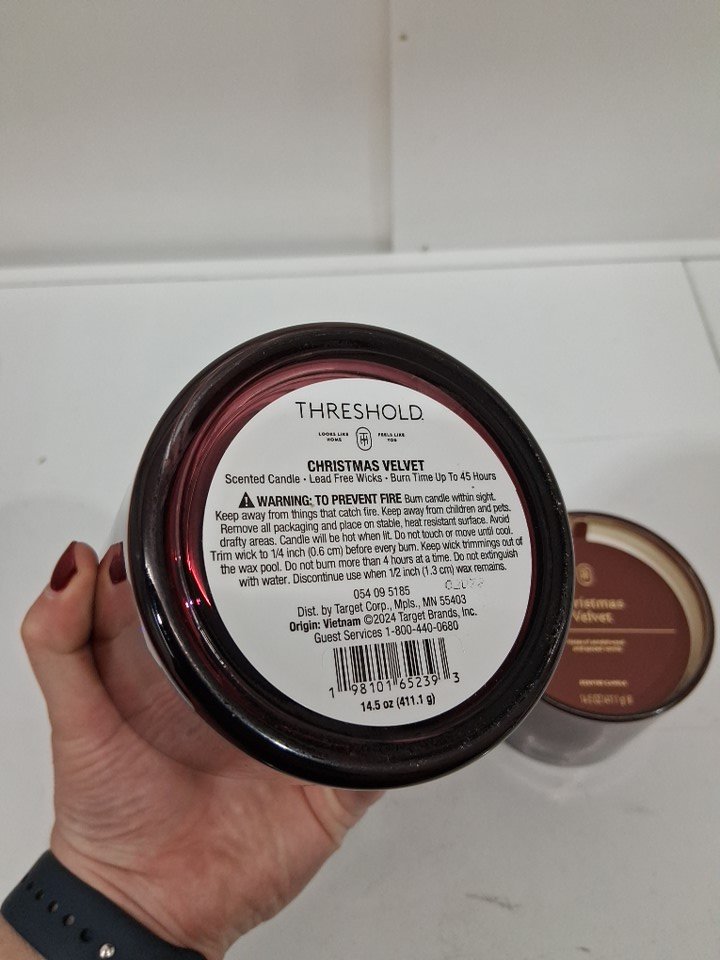 THRESHOLD.
LOOKS LIKE HOME TH FEELS LIKE YOU
CHRISTMAS VELVET
Scented Candle • Lead Free Wicks • Burn Time Up To 45 Hours
⚠ WARNING: TO PREVENT FIRE Burn candle within sight.
Keep away from things that catch fire. Keep away from children and pets.
Remove all packaging and place on stable, heat resistant surface. Avoid
drafty areas. Candle will be hot when lit. Do not touch or move until cool.
Trim wick to 1/4 inch (0.6 cm) before every burn. Keep wick trimmings out of
the wax pool. Do not burn more than 4 hours at a time. Do not extinguish
with water. Discontinue use when 1/2 inch (1.3 cm) wax remains.
054 09 5185
Dist. by Target Corp., Mpls., MN 55403
Origin: Vietnam ©2024 Target Brands, Inc.
Guest Services 1-800-440-0680
1 98101 65239 3
14.5 oz (411.1 g)
Velvet
SCENTED CANDLE